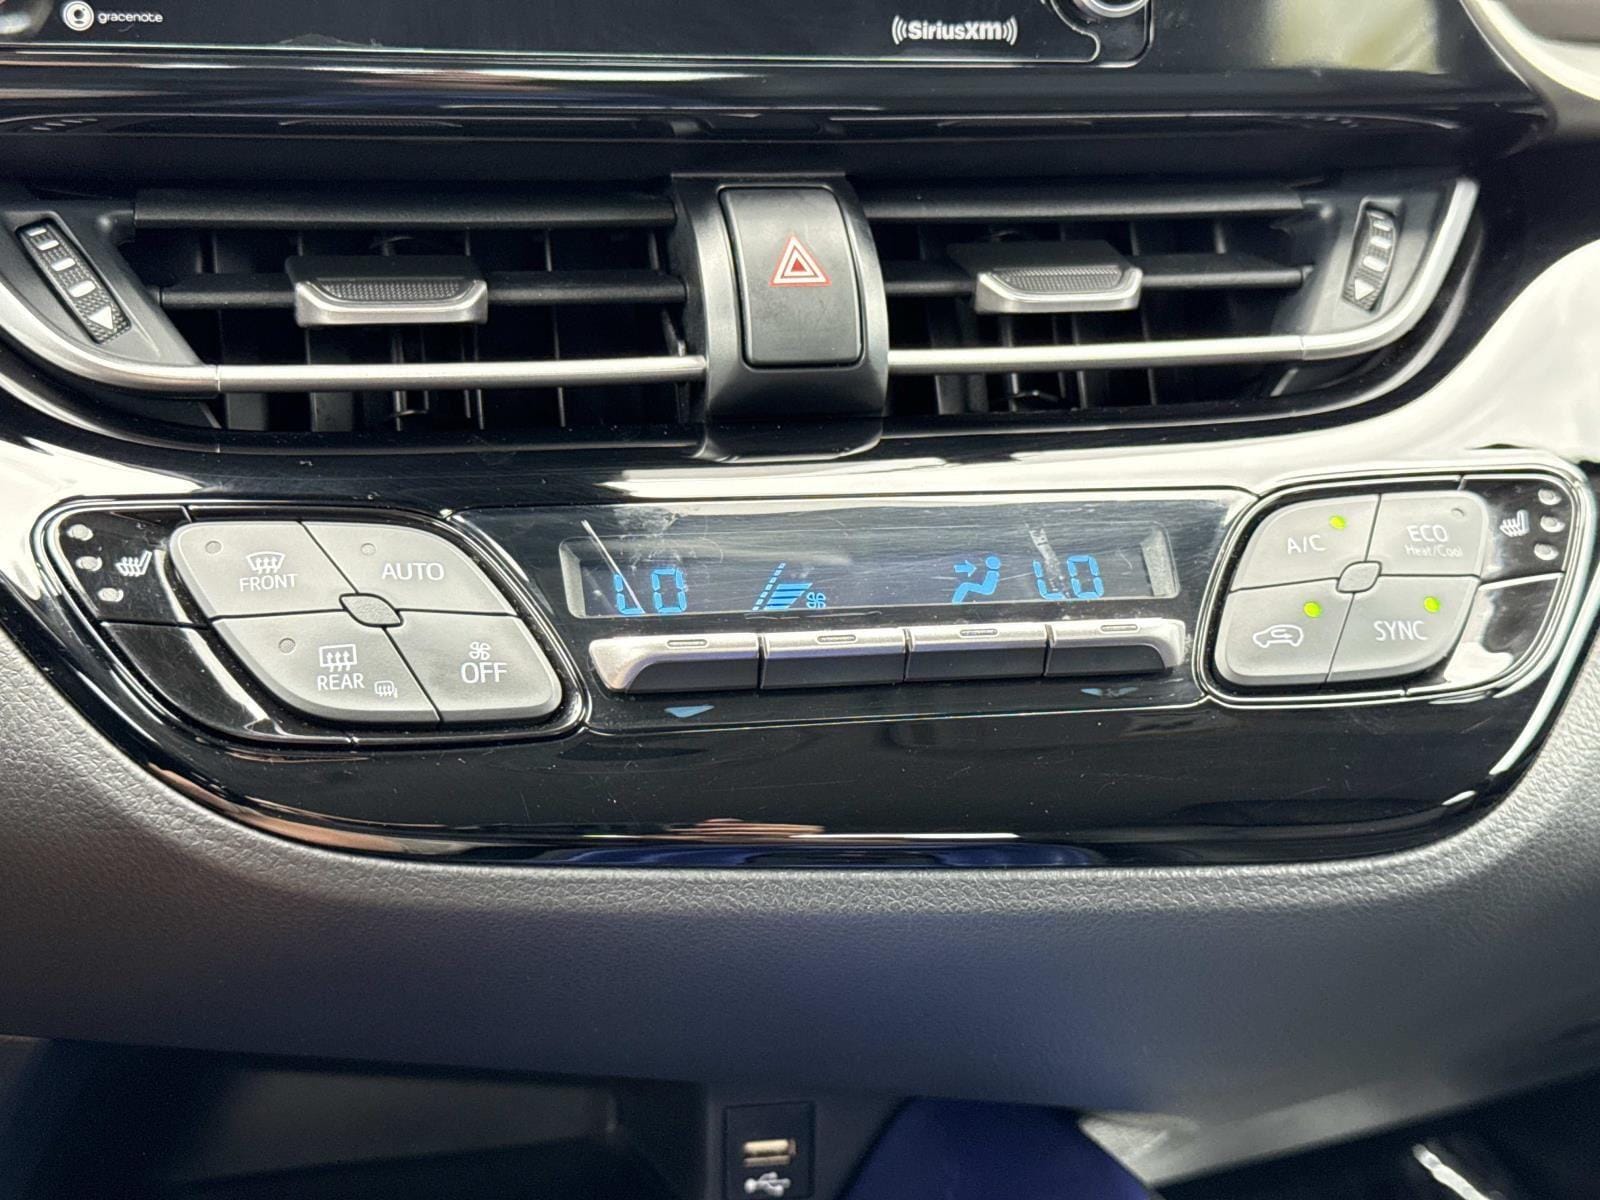 gracenote
SiriusXM
FRONT
AUTO
REAR
OFF
LO
LO
A/C
ECO
Heat/Cool
SYNC